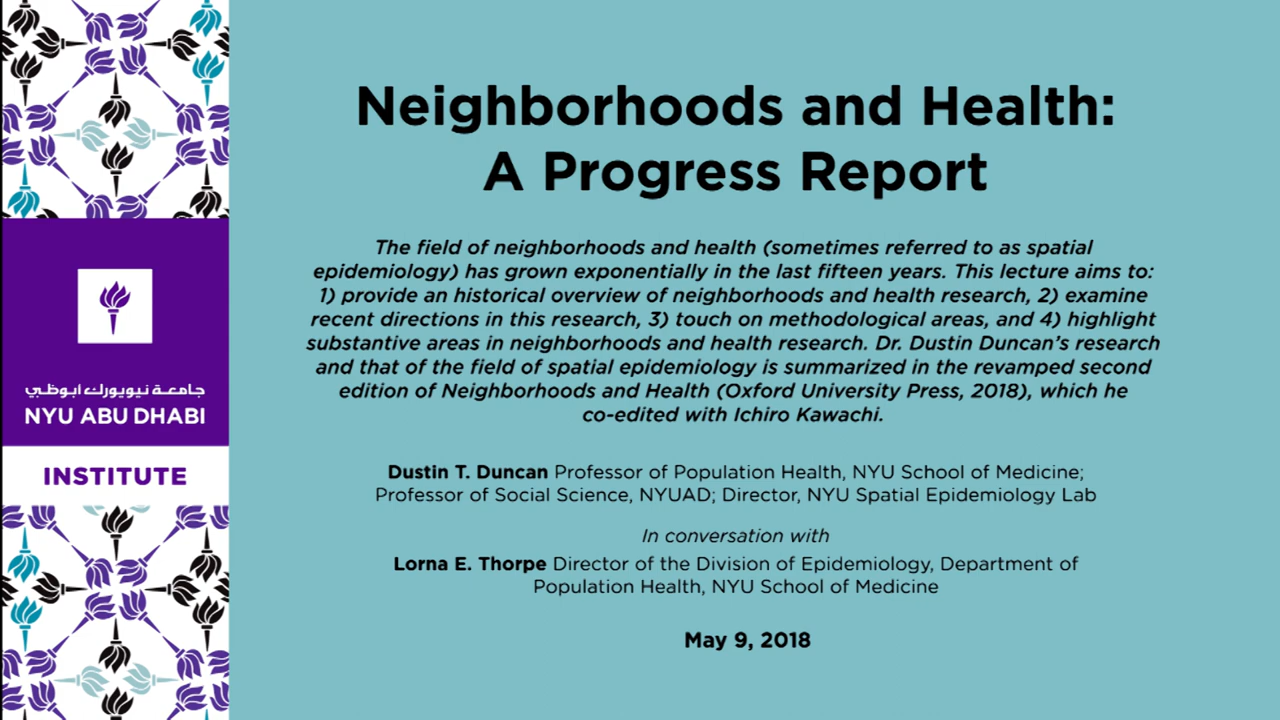 Neighborhoods and Health:
A Progress Report
The field of neighborhoods and health (sometimes referred to as spatial
epidemiology) has grown exponentially in the last fifteen years. This lecture aims to:
1) provide an historical overview of neighborhoods and health research, 2) examine
recent directions in this research, 3) touch on methodological areas, and 4) highlight
substantive areas in neighborhoods and health research. Dr. Dustin Duncan's research
and that of the field of spatial epidemiology is summarized in the revamped second
edition of Neighborhoods and Health (Oxford University Press, 2018), which he
co-edited with Ichiro Kawachi.
Dustin T. Duncan Professor of Population Health, NYU School of Medicine;
Professor of Social Science, NYUAD; Director, NYU Spatial Epidemiology Lab
In conversation with
Lorna E. Thorpe Director of the Division of Epidemiology, Department of
Population Health, NYU School of Medicine
May 9, 2018
جامعة نيويورك أبوظبي
NYU ABU DHABI
INSTITUTE